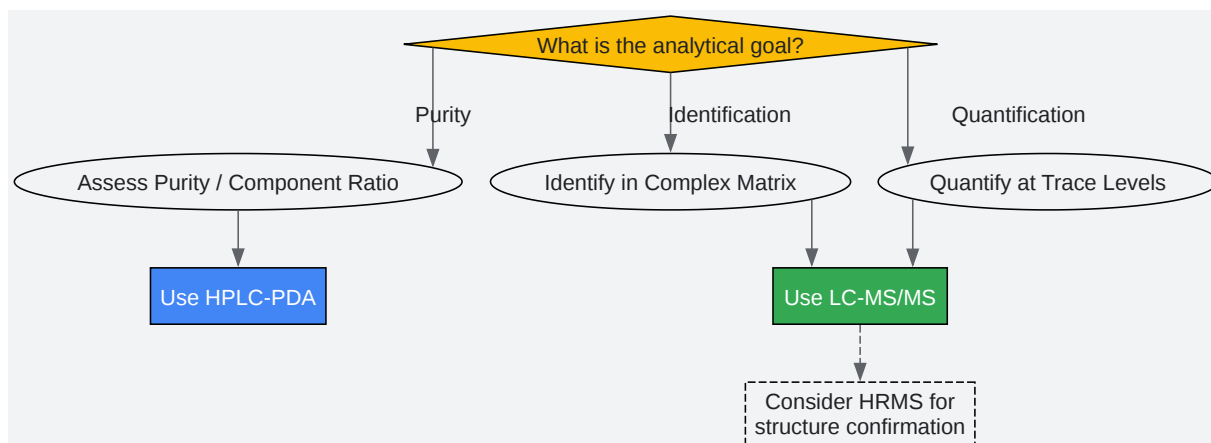 What is the analytical goal?
Purity
Identification
Quantification
Assess Purity / Component Ratio
Identify in Complex Matrix
Quantify at Trace Levels
Use HPLC-PDA
Use LC-MS/MS
Consider HRMS for
structure confirmation